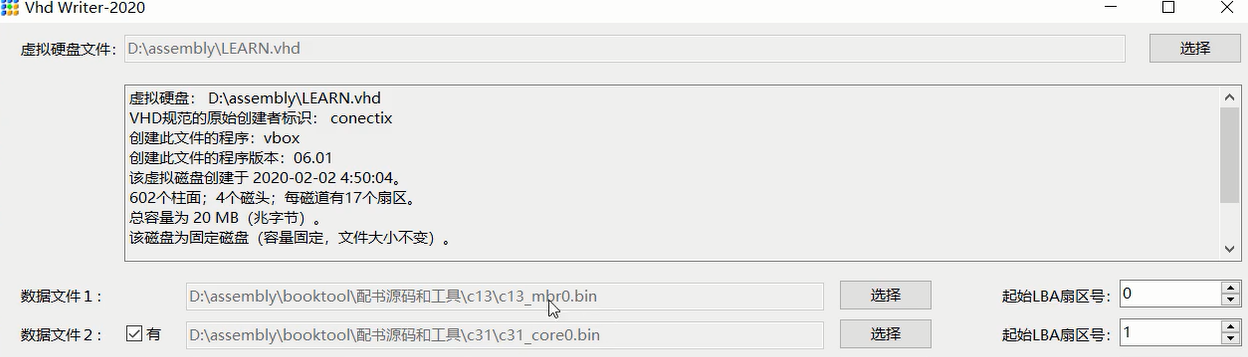 Vhd Writer-2020
虚拟硬盘文件: D:\assembly\LEARN.vhd 选择
虚拟硬盘： D:\assembly\LEARN.vhd
VHD规范的原始创建者标识： conectix
创建此文件的程序：vbox
创建此文件的程序版本：06.01
该虚拟磁盘创建于 2020-02-02 4:50:04。
602个柱面；4个磁头；每磁道有17个扇区。
总容量为 20 MB（兆字节）。
该磁盘为固定磁盘（容量固定，文件大小不变）。
数据文件1： D:\assembly\booktool\配书源码和工具\c13\c13_mbr0.bin 选择 起始LBA扇区号: 0
数据文件2： 有 D:\assembly\booktool\配书源码和工具\c31\c31_core0.bin 选择 起始LBA扇区号: 1